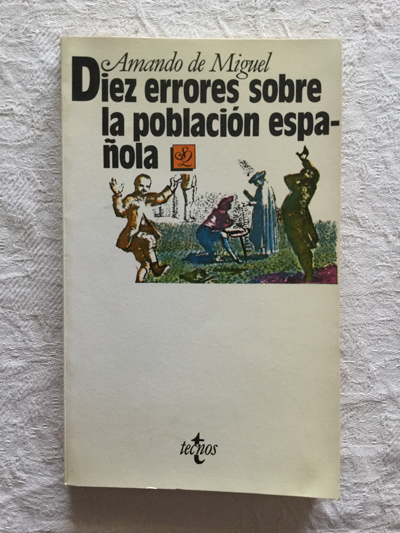 Amando de Miguel
Diez errores sobre
la población espa-
ñola
tecnos